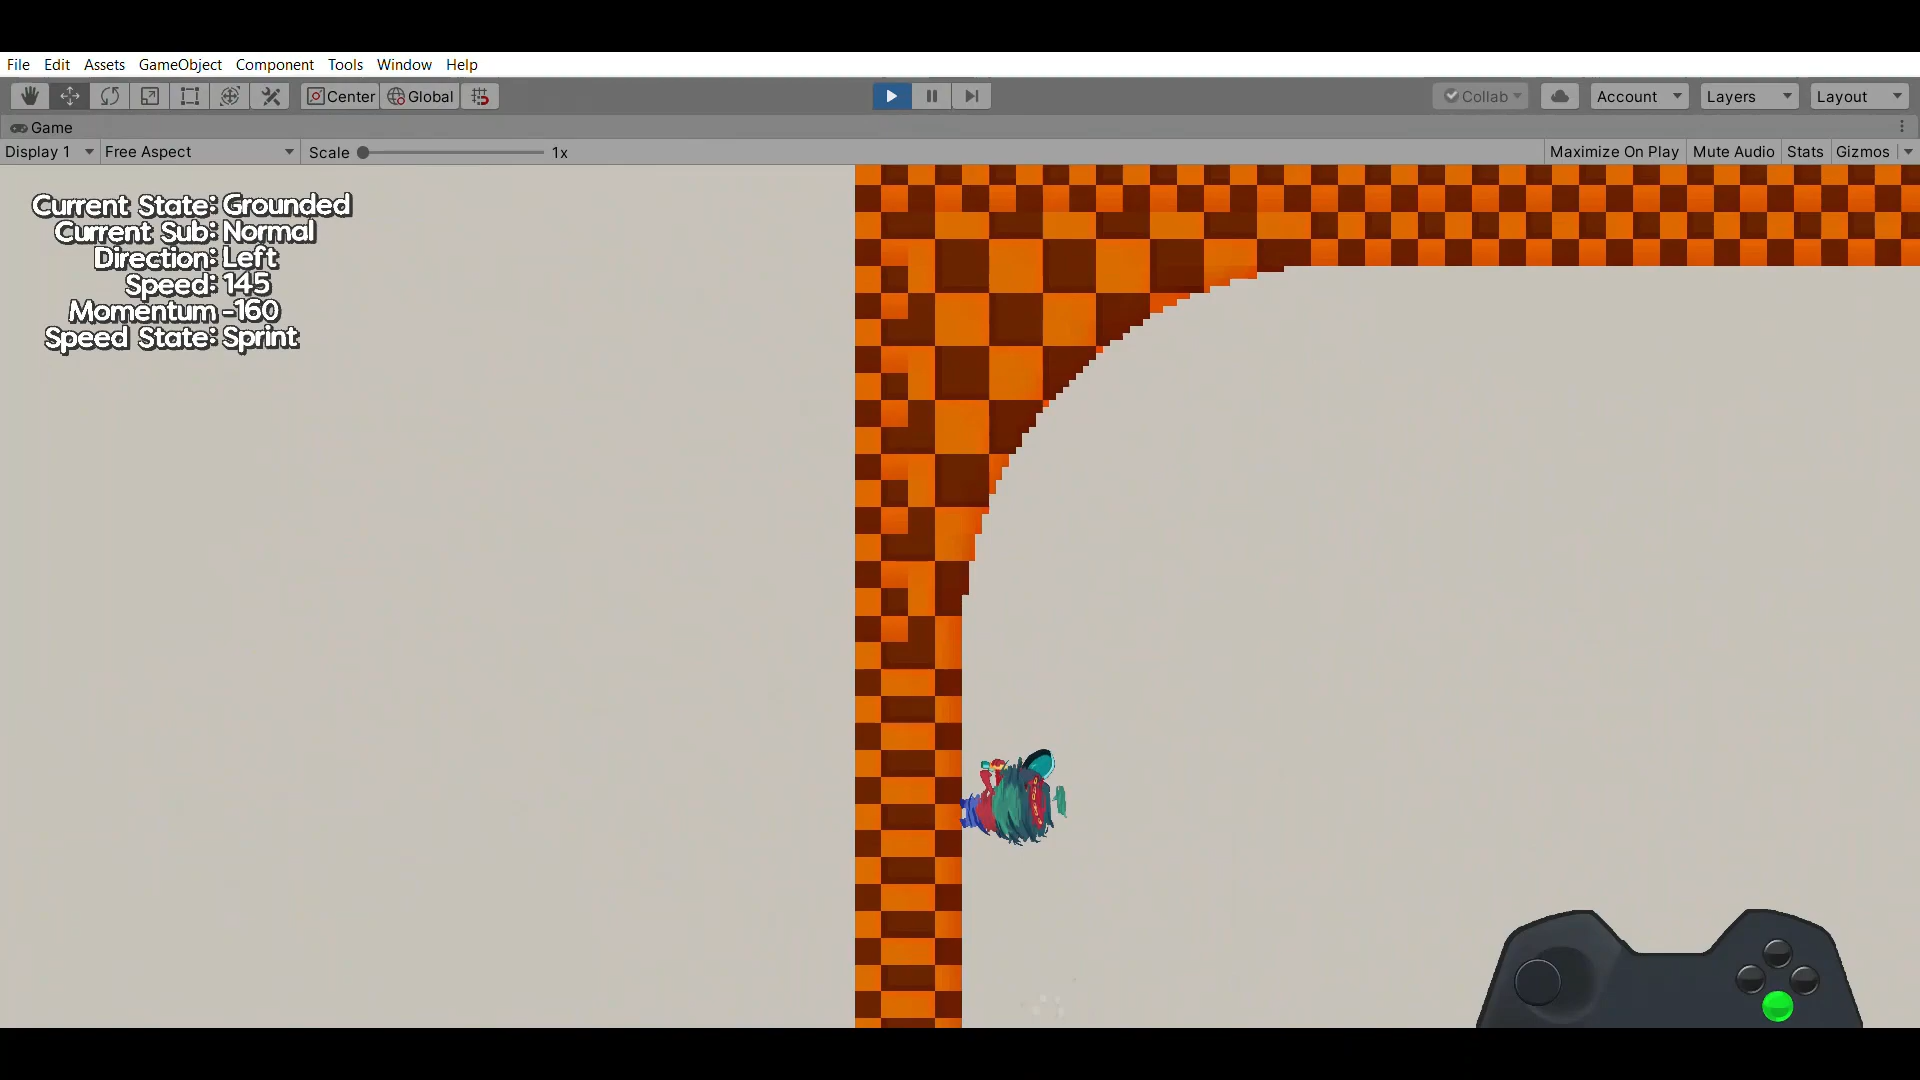 File Edit Assets GameObject Component Tools Window Help
Center Global Collab Account Layers Layout
Game
Display 1 Free Aspect Scale 1x Maximize On Play Mute Audio Stats Gizmos
Current State: Grounded
Current Sub: Normal
Direction: Left
Speed: 145
Momentum -160
Speed State: Sprint